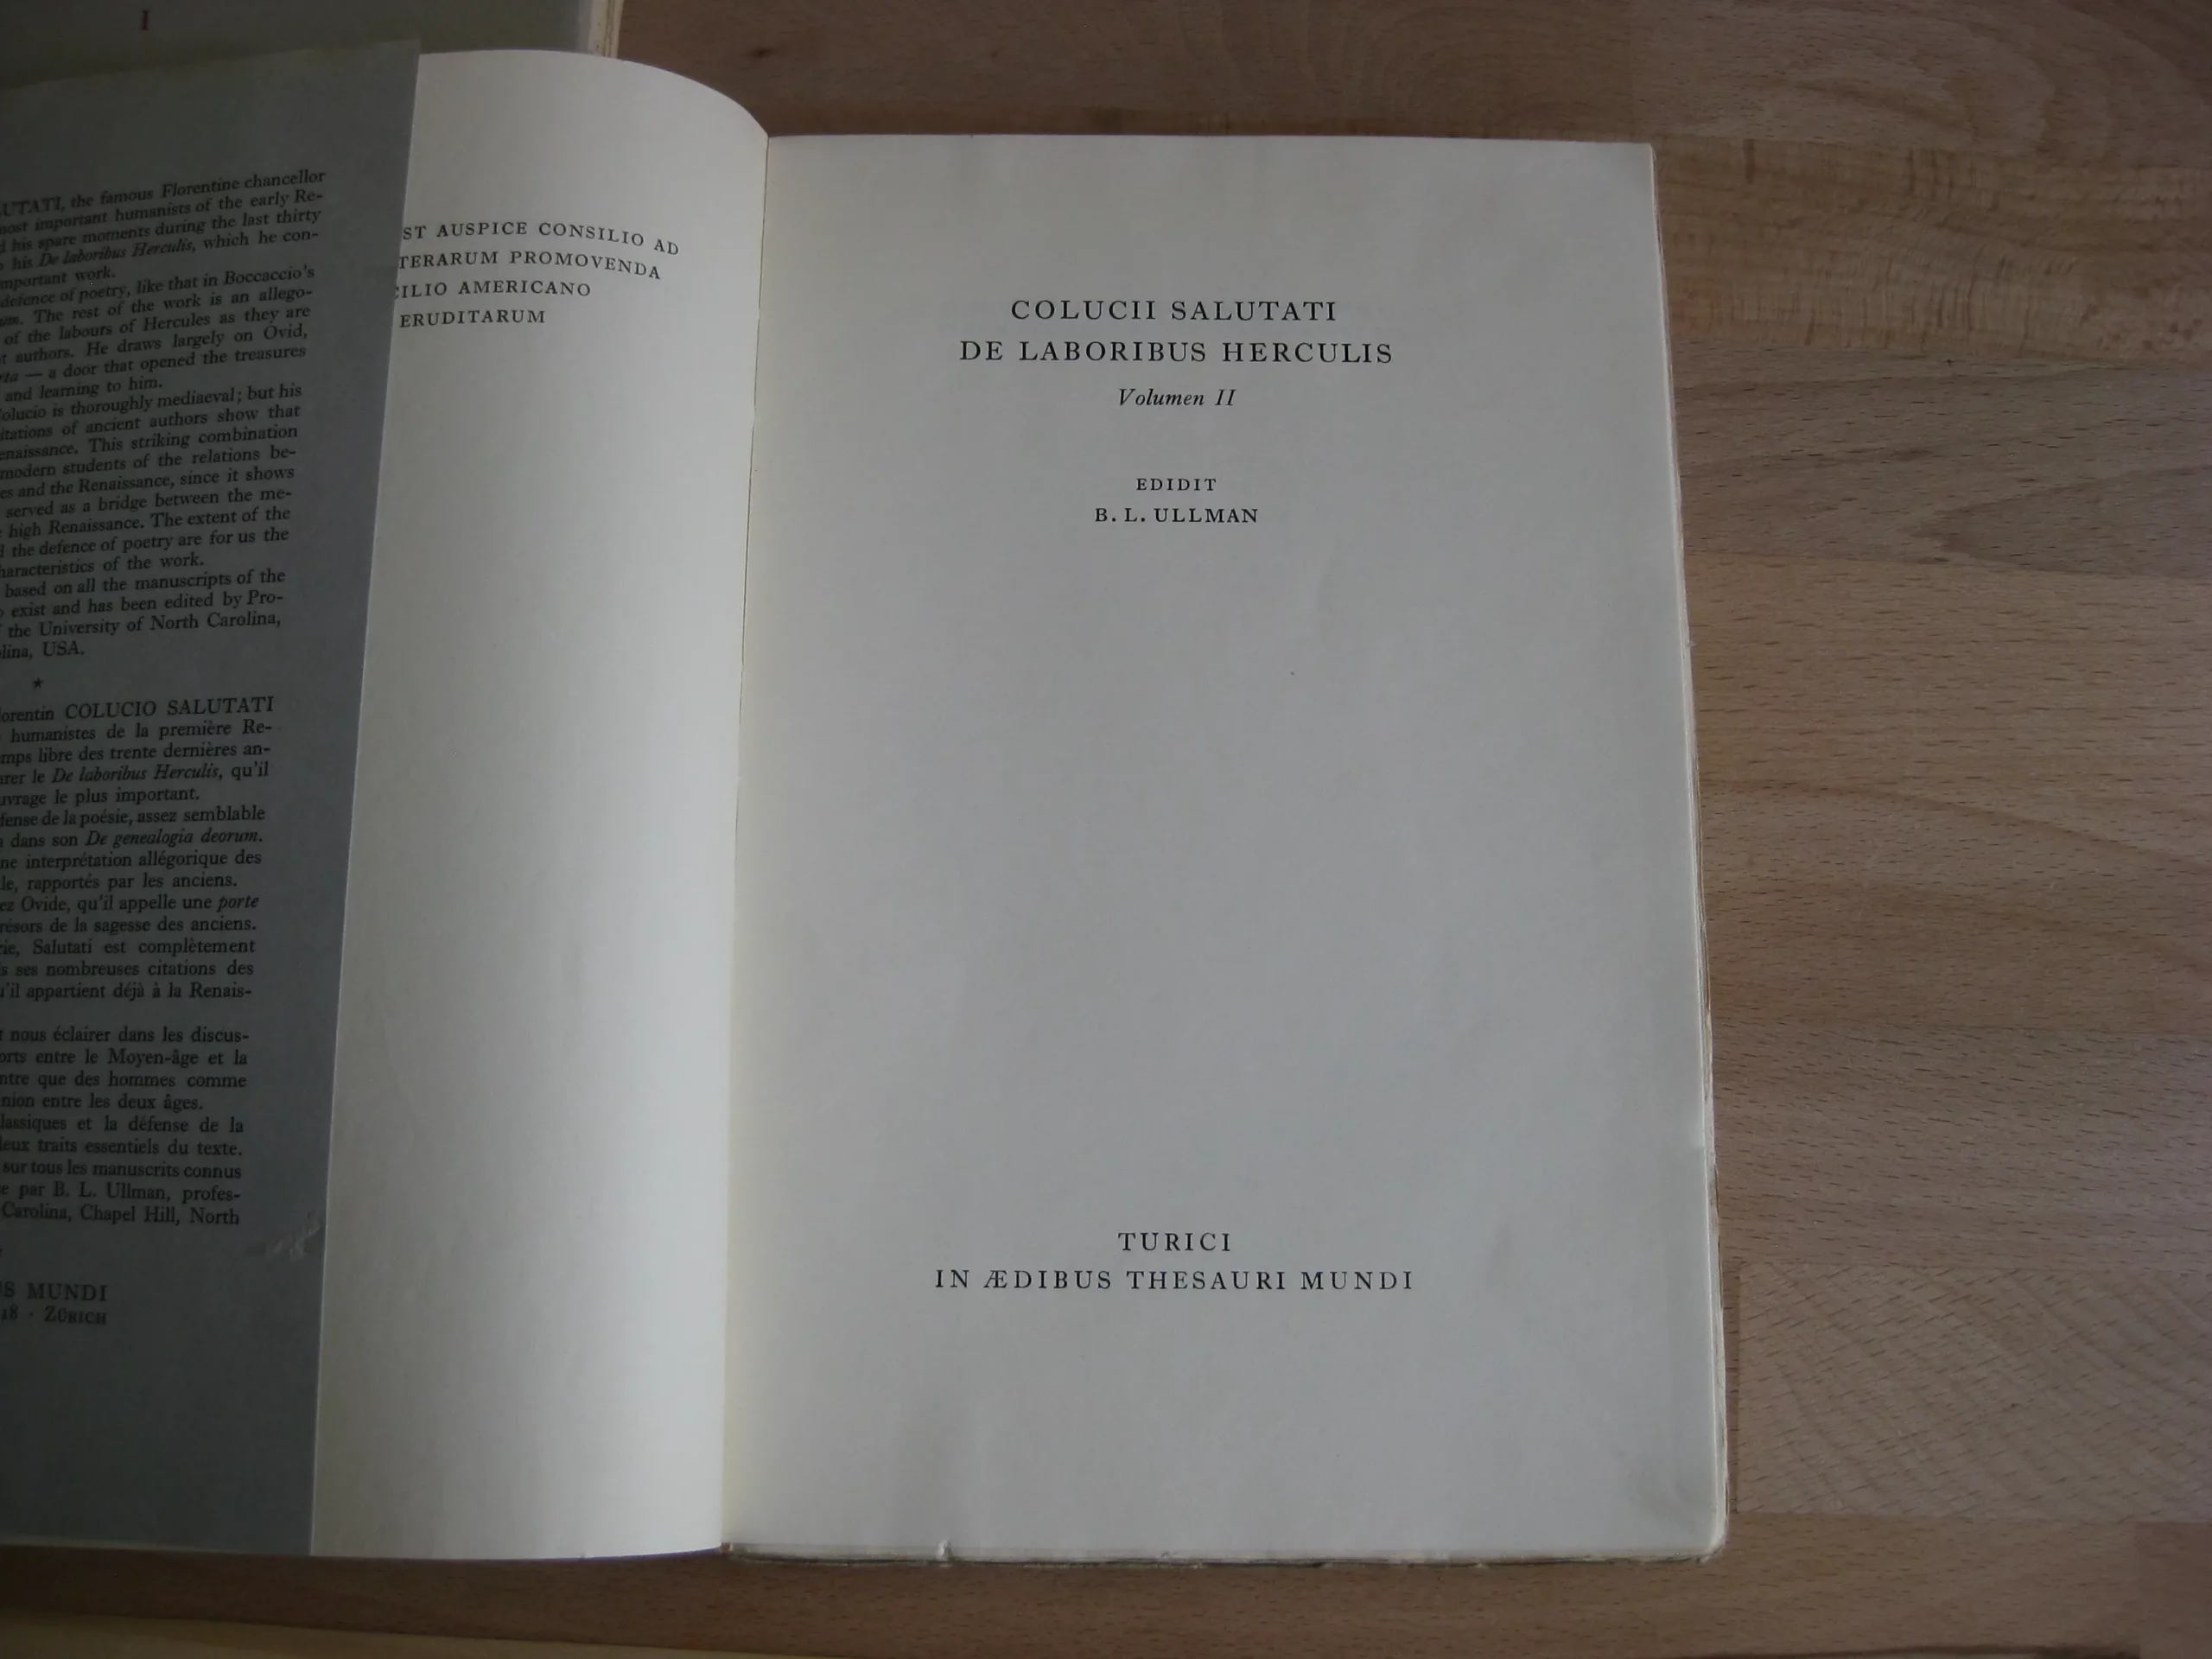 I
UTATI, the famous Florentine chancellor
most important humanists of the early Re-
his spare moments during the last thirty
his De laboribus Herculis, which he con-
mportant work.
defence of poetry, like that in Boccaccio's
um. The rest of the work is an allego-
of the labours of Hercules as they are
t authors. He draws largely on Ovid,
rta — a door that opened the treasures
and learning to him.
olucio is thoroughly mediaeval; but his
itations of ancient authors show that
enaissance. This striking combination
modern students of the relations be-
es and the Renaissance, since it shows
served as a bridge between the me-
high Renaissance. The extent of the
d the defence of poetry are for us the
haracteristics of the work.
based on all the manuscripts of the
o exist and has been edited by Pro-
f the University of North Carolina,
lina, USA.
*
lorentin COLUCIO SALUTATI
humanistes de la première Re-
mps libre des trente dernières an-
arer le De laboribus Herculis, qu'il
uvrage le plus important.
fense de la poésie, assez semblable
dans son De genealogia deorum.
ne interprétation allégorique des
le, rapportés par les anciens.
ez Ovide, qu'il appelle une porte
résors de la sagesse des anciens.
rie, Salutati est complètement
s ses nombreuses citations des
u'il appartient déjà à la Renais-
t nous éclairer dans les discus-
orts entre le Moyen-âge et la
ntre que des hommes comme
nion entre les deux âges.
lassiques et la défense de la
deux traits essentiels du texte.
sur tous les manuscrits connus
e par B. L. Ullman, profes-
Carolina, Chapel Hill, North
S MUNDI
18 · ZÜRICH
ST AUSPICE CONSILIO AD
TERARUM PROMOVENDA
CILIO AMERICANO
ERUDITARUM
COLUCII SALUTATI
DE LABORIBUS HERCULIS
Volumen II
EDIDIT
B. L. ULLMAN
TURICI
IN ÆDIBUS THESAURI MUNDI